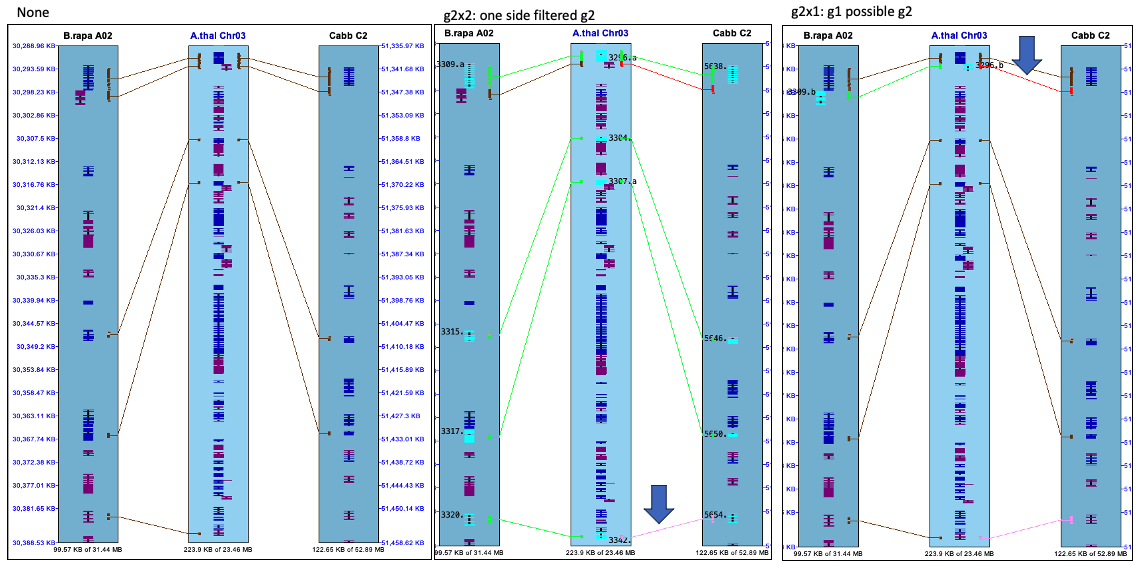 None
B.rapa A02
A.thal Chr03
Cabb C2
30,288.96 KB
30,293.59 KB
30,298.23 KB
30,302.86 KB
30,307.5 KB
30,312.13 KB
30,316.76 KB
30,321.4 KB
30,326.03 KB
30,330.67 KB
30,335.3 KB
30,339.94 KB
30,344.57 KB
30,349.2 KB
30,353.84 KB
30,358.47 KB
30,363.11 KB
30,367.74 KB
30,372.38 KB
30,377.01 KB
30,381.65 KB
30,388.53 KB
51,335.97 KB
51,341.68 KB
51,347.38 KB
51,353.09 KB
51,358.8 KB
51,364.51 KB
51,370.22 KB
51,375.93 KB
51,381.63 KB
51,387.34 KB
51,393.05 KB
51,398.76 KB
51,404.47 KB
51,410.18 KB
51,415.89 KB
51,421.59 KB
51,427.3 KB
51,433.01 KB
51,438.72 KB
51,444.43 KB
51,450.14 KB
51,458.62 KB
99.57 KB of 31.44 MB
223.9 KB of 23.46 MB
122.65 KB of 52.89 MB
g2x2: one side filtered g2
B.rapa A02
A.thal Chr03
Cabb C2
3309.a
3296.a
5638.
3304.
3307.a
3315.
5646.
3317.
5650.
3320.
5654.
3342.
99.57 KB of 31.44 MB
223.9 KB of 23.46 MB
122.65 KB of 52.89 MB
g2x1: g1 possible g2
B.rapa A02
A.thal Chr03
Cabb C2
3296.b
3309.b
99.57 KB of 31.44 MB
223.9 KB of 23.46 MB
122.65 KB of 52.89 MB